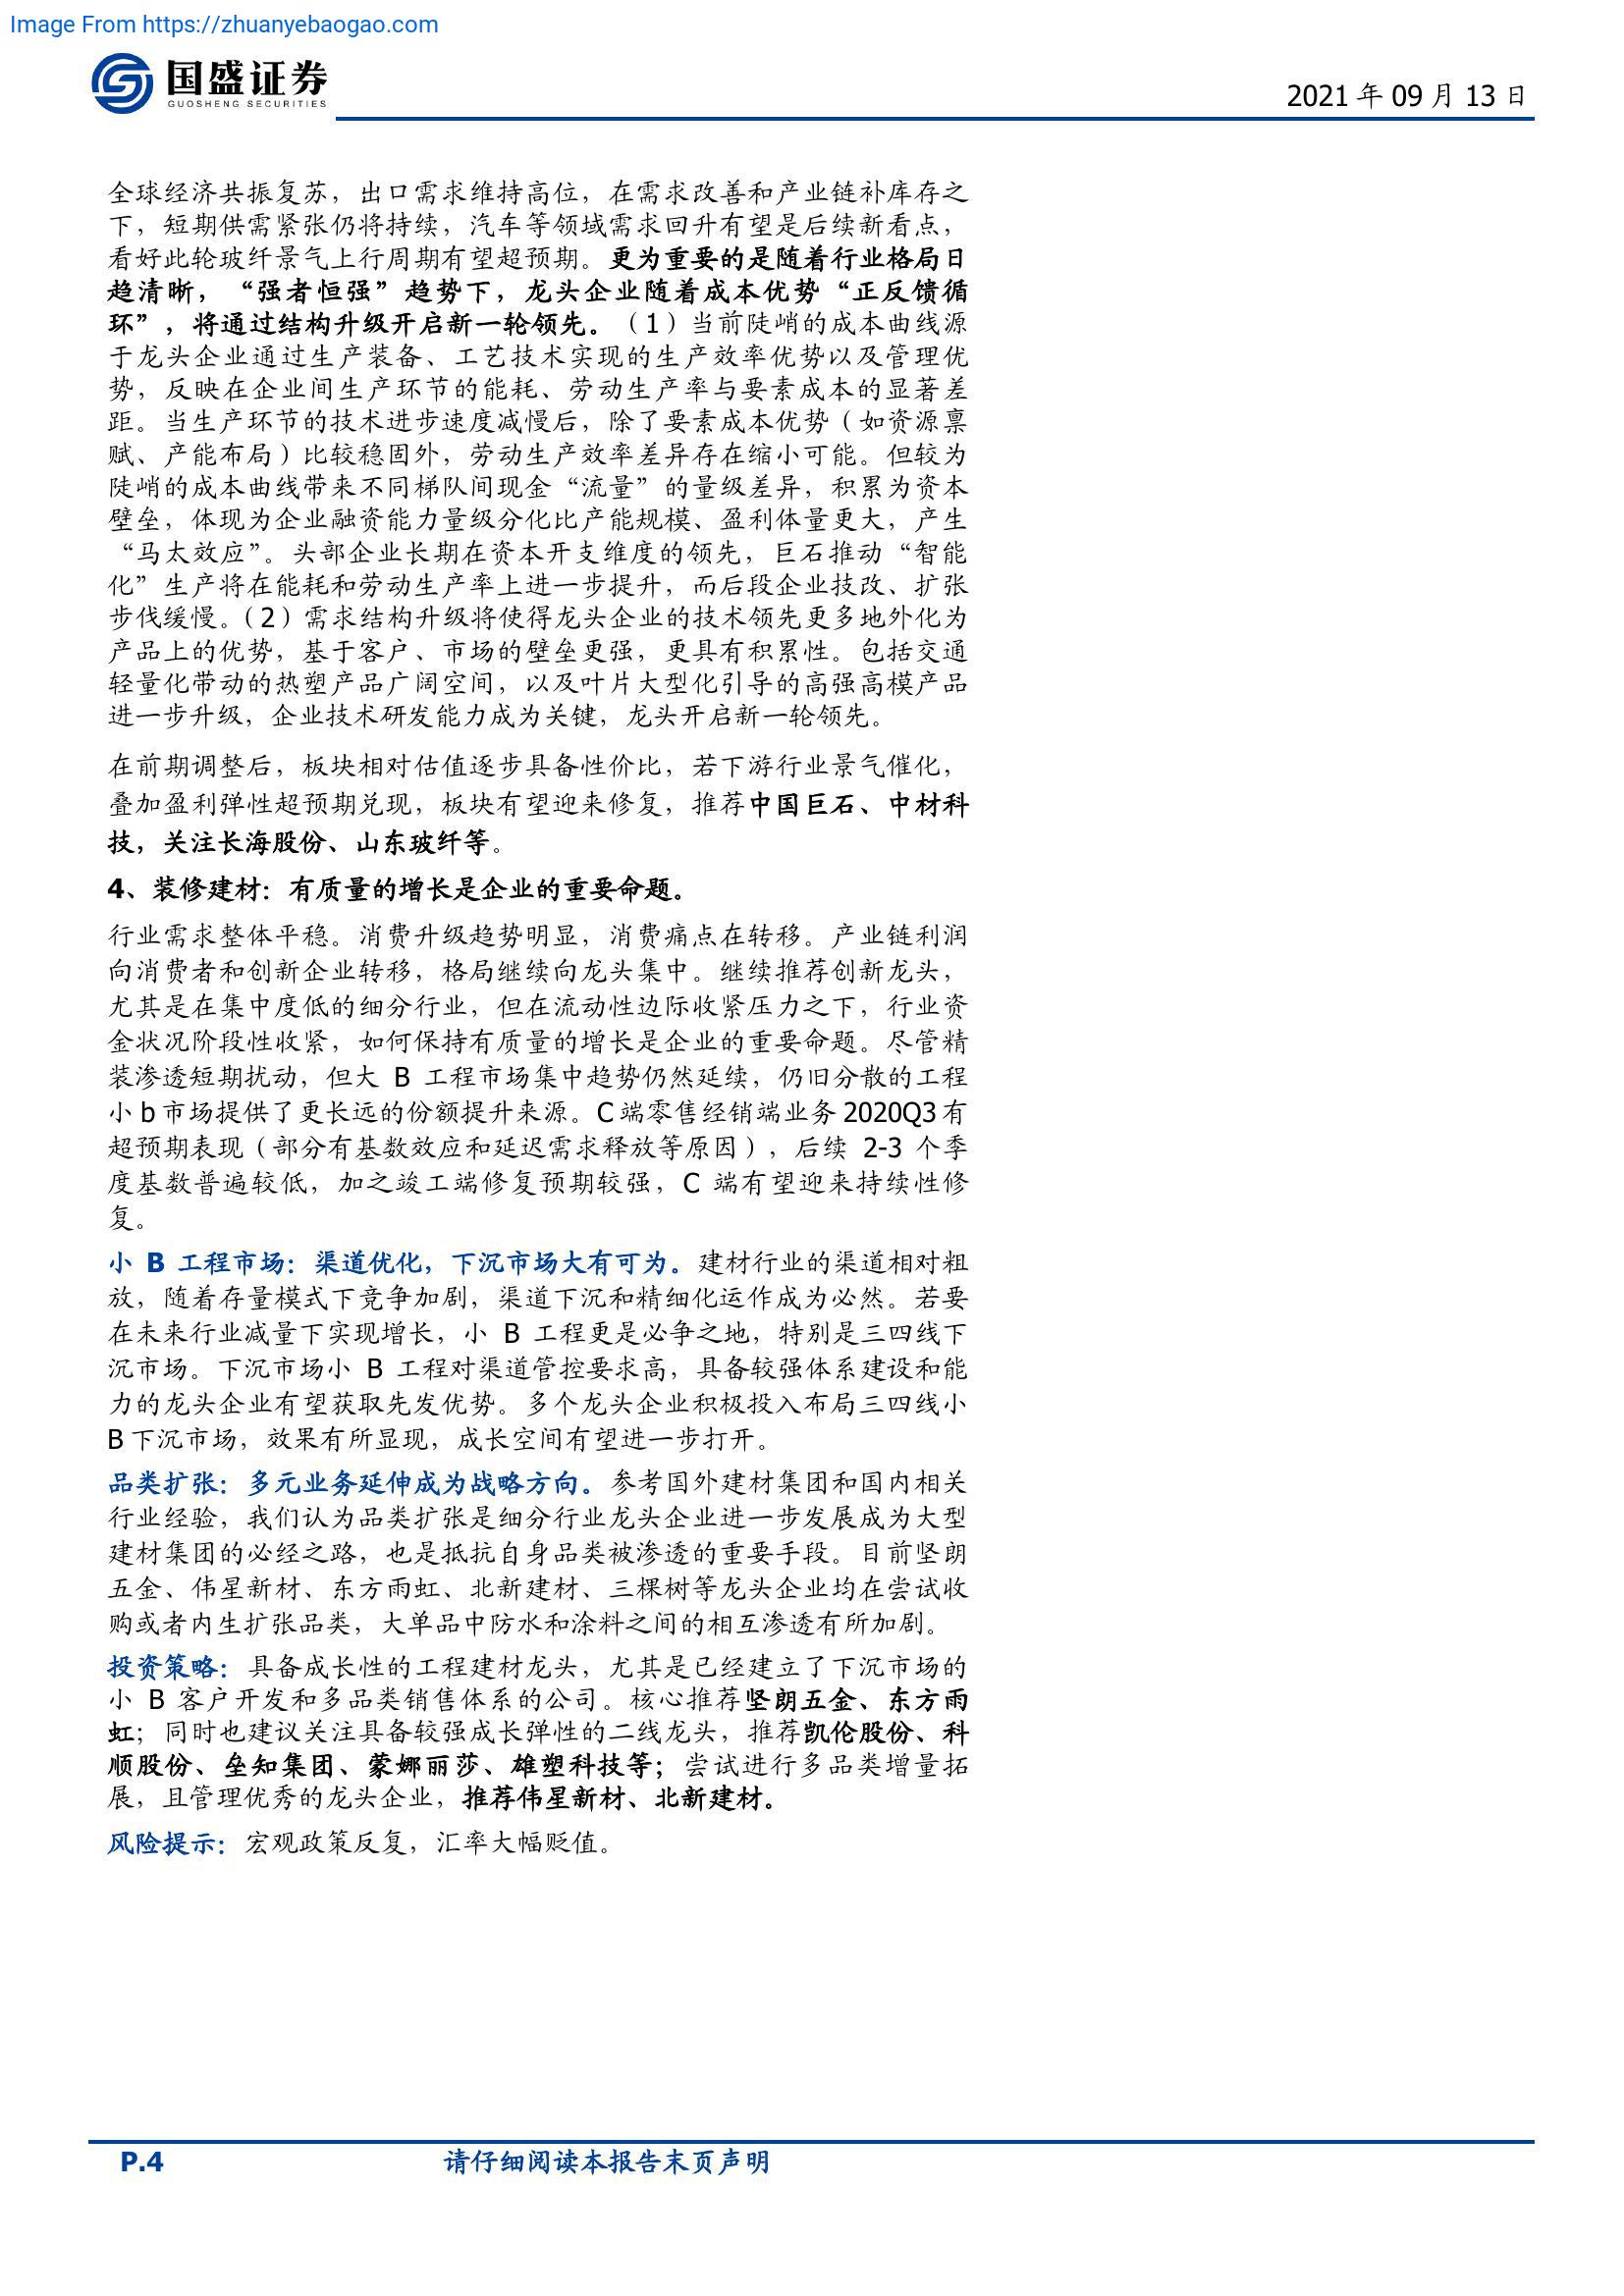 Image From https://zhuanyebaogao.com
国盛证券
GUOSHENG SECURITIES
2021 年 09 月 13 日
全球经济共振复苏，出口需求维持高位，在需求改善和产业链补库存之
下，短期供需紧张仍将持续，汽车等领域需求回升有望是后续新看点，
看好此轮玻纤景气上行周期有望超预期。更为重要的是随着行业格局日
趋清晰，“强者恒强”趋势下，龙头企业随着成本优势“正反馈循
环”，将通过结构升级开启新一轮领先。（1）当前陡峭的成本曲线源
于龙头企业通过生产装备、工艺技术实现的生产效率优势以及管理优
势，反映在企业间生产环节的能耗、劳动生产率与要素成本的显著差
距。当生产环节的技术进步速度减慢后，除了要素成本优势（如资源禀
赋、产能布局）比较稳固外，劳动生产效率差异存在缩小可能。但较为
陡峭的成本曲线带来不同梯队间现金“流量”的量级差异，积累为资本
壁垒，体现为企业融资能力量级分化比产能规模、盈利体量更大，产生
“马太效应”。头部企业长期在资本开支维度的领先，巨石推动“智能
化”生产将在能耗和劳动生产率上进一步提升，而后段企业技改、扩张
步伐缓慢。（2）需求结构升级将使得龙头企业的技术领先更多地外化为
产品上的优势，基于客户、市场的壁垒更强，更具有积累性。包括交通
轻量化带动的热塑产品广阔空间，以及叶片大型化引导的高强高模产品
进一步升级，企业技术研发能力成为关键，龙头开启新一轮领先。
在前期调整后，板块相对估值逐步具备性价比，若下游行业景气催化，
叠加盈利弹性超预期兑现，板块有望迎来修复，推荐中国巨石、中材科
技，关注长海股份、山东玻纤等。
4、装修建材：有质量的增长是企业的重要命题。
行业需求整体平稳。消费升级趋势明显，消费痛点在转移。产业链利润
向消费者和创新企业转移，格局继续向龙头集中。继续推荐创新龙头，
尤其是在集中度低的细分行业，但在流动性边际收紧压力之下，行业资
金状况阶段性收紧，如何保持有质量的增长是企业的重要命题。尽管精
装渗透短期扰动，但大 B 工程市场集中趋势仍然延续，仍旧分散的工程
小 b 市场提供了更长远的份额提升来源。C 端零售经销端业务 2020Q3 有
超预期表现（部分有基数效应和延迟需求释放等原因），后续 2-3 个季
度基数普遍较低，加之竣工端修复预期较强，C 端有望迎来持续性修
复。
小 B 工程市场：渠道优化，下沉市场大有可为。建材行业的渠道相对粗
放，随着存量模式下竞争加剧，渠道下沉和精细化运作成为必然。若要
在未来行业减量下实现增长，小 B 工程更是必争之地，特别是三四线下
沉市场。下沉市场小 B 工程对渠道管控要求高，具备较强体系建设和能
力的龙头企业有望获取先发优势。多个龙头企业积极投入布局三四线小
B 下沉市场，效果有所显现，成长空间有望进一步打开。
品类扩张：多元业务延伸成为战略方向。参考国外建材集团和国内相关
行业经验，我们认为品类扩张是细分行业龙头企业进一步发展成为大型
建材集团的必经之路，也是抵抗自身品类被渗透的重要手段。目前坚朗
五金、伟星新材、东方雨虹、北新建材、三棵树等龙头企业均在尝试收
购或者内生扩张品类，大单品中防水和涂料之间的相互渗透有所加剧。
投资策略：具备成长性的工程建材龙头，尤其是已经建立了下沉市场的
小 B 客户开发和多品类销售体系的公司。核心推荐坚朗五金、东方雨
虹；同时也建议关注具备较强成长弹性的二线龙头，推荐凯伦股份、科
顺股份、垒知集团、蒙娜丽莎、雄塑科技等；尝试进行多品类增量拓
展，且管理优秀的龙头企业，推荐伟星新材、北新建材。
风险提示：宏观政策反复，汇率大幅贬值。
P.4
请仔细阅读本报告末页声明